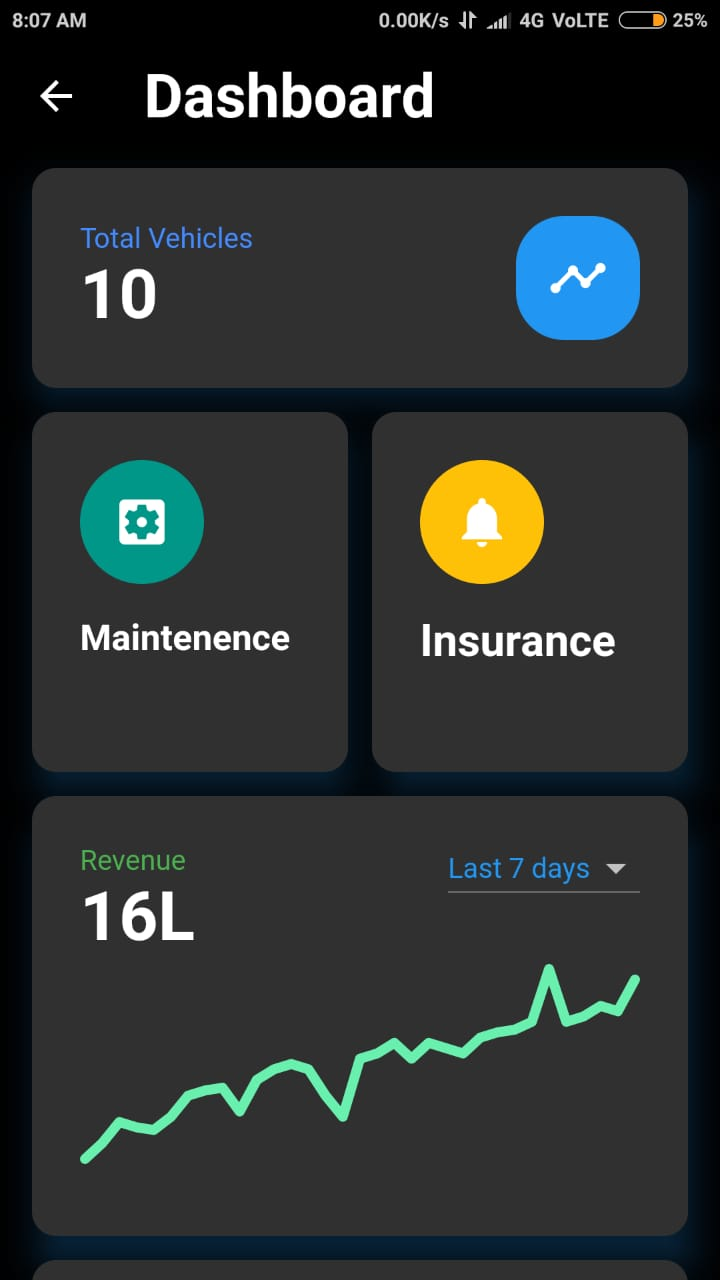 8:07 AM 0.00K/s 4G VoLTE 25%
Dashboard
Total Vehicles
10
Maintenence
Insurance
Revenue
Last 7 days
16L